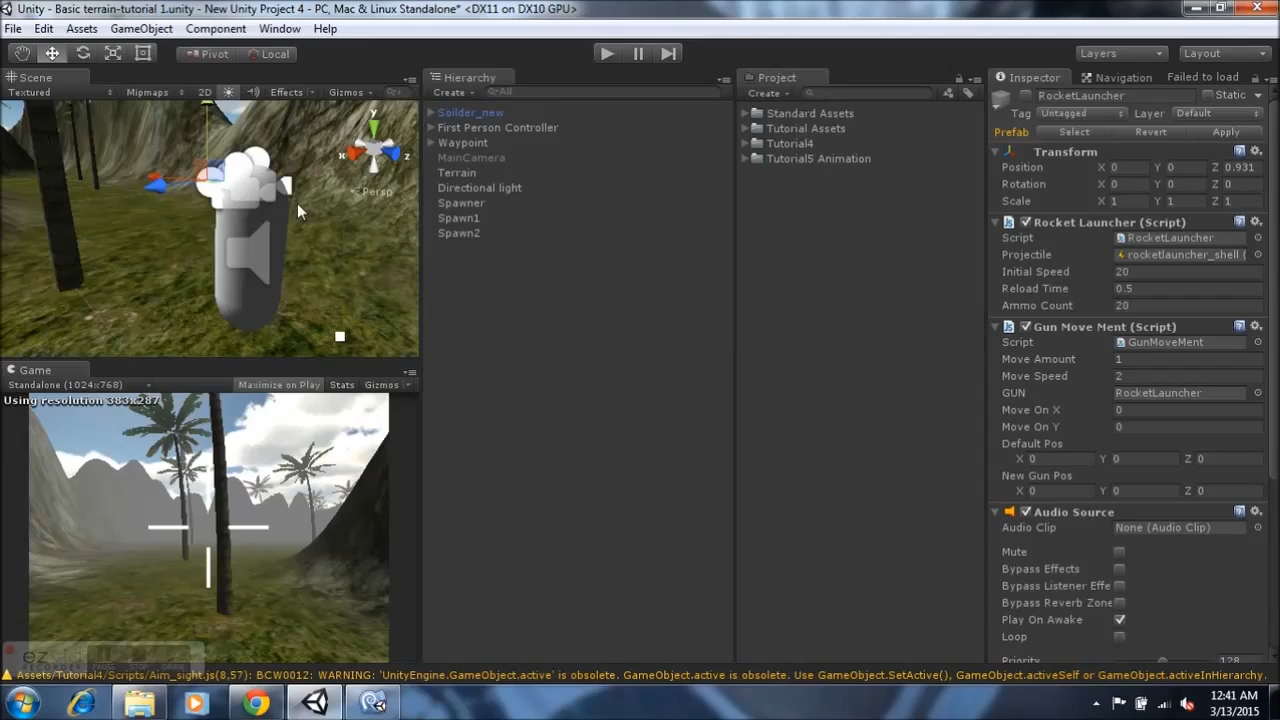 Unity - Basic terrain-tutorial 1.unity - New Unity Project 4 - PC, Mac & Linux Standalone* <DX11 on DX10 GPU>
File Edit Assets GameObject Component Window Help
Pivot Local Layers Layout
Scene Hierarchy Project Inspector Navigation Failed to load
Textured Mipmaps 2D Effects Gizmos Create All Create
RocketLauncher Static
Tag Untagged Layer Default
Prefab Select Revert Apply
Soilder_new
First Person Controller
Waypoint
MainCamera
Terrain
Directional light
Spawner
Spawn1
Spawn2
Standard Assets
Tutorial Assets
Tutorial4
Tutorial5 Animation
y
x z
Persp
Transform
Position X 0 Y 0 Z 0.931
Rotation X 0 Y 0 Z 0
Scale X 1 Y 1 Z 1
Rocket Launcher (Script)
Script RocketLauncher
Projectile rocketlauncher_shell (
Initial Speed 20
Reload Time 0.5
Ammo Count 20
Gun Move Ment (Script)
Script GunMoveMent
Move Amount 1
Move Speed 2
GUN RocketLauncher
Move On X 0
Move On Y 0
Default Pos
X 0 Y 0 Z 0
New Gun Pos
X 0 Y 0 Z 0
Audio Source
Audio Clip None (Audio Clip)
Mute
Bypass Effects
Bypass Listener Effe
Bypass Reverb Zone
Play On Awake
Loop
Priority 128
Game
Standalone (1024x768) Maximize on Play Stats Gizmos
Using resolution 383x287
ez
RECORDER PAUSE STOP DRAW
Assets/Tutorial4/Scripts/Aim_sight.js(8,57): BCW0012: WARNING: 'UnityEngine.GameObject.active' is obsolete. GameObject.active is obsolete. Use GameObject.SetActive(), GameObject.activeSelf or GameObject.activeInHierarchy.
12:41 AM
3/13/2015